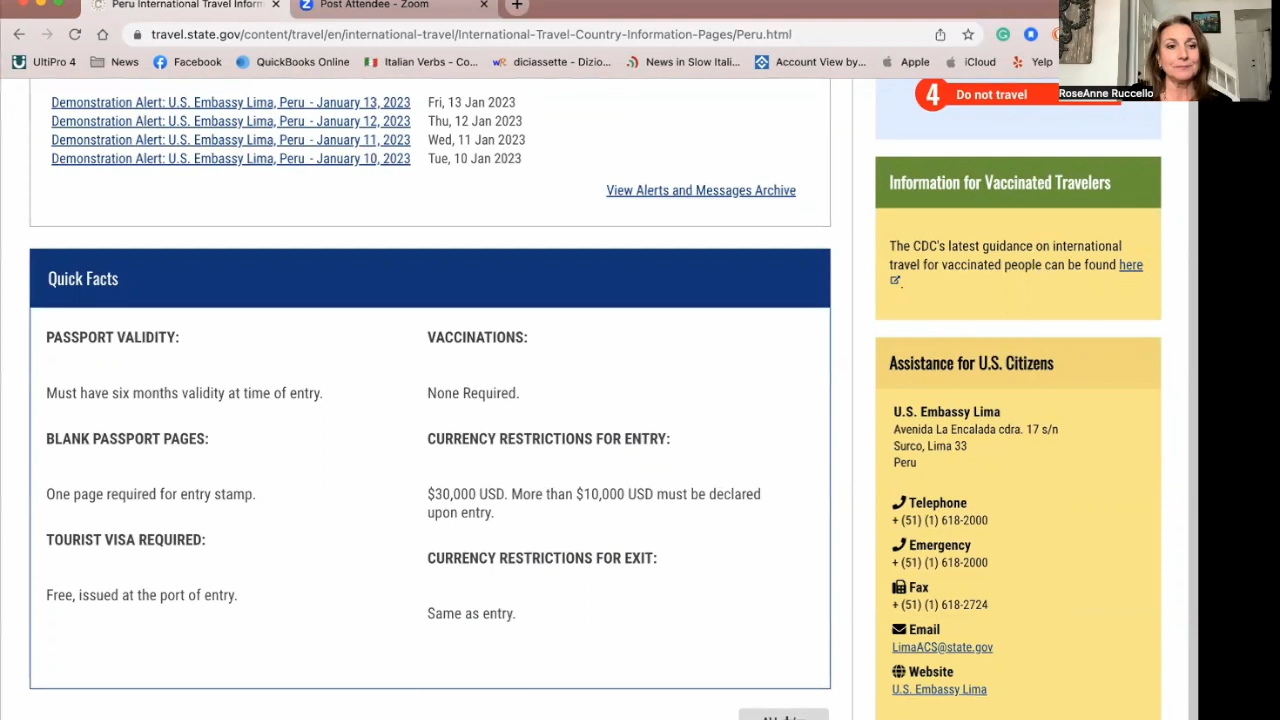 Peru International Travel Inform
Post Attendee - Zoom
travel.state.gov/content/travel/en/international-travel/International-Travel-Country-Information-Pages/Peru.html
UltiPro 4
News
Facebook
QuickBooks Online
Italian Verbs - Co...
diciassette - Dizio...
News in Slow Itali...
Account View by...
Apple
iCloud
Yelp
RoseAnne Ruccello
Demonstration Alert: U.S. Embassy Lima, Peru - January 13, 2023 Fri, 13 Jan 2023
Demonstration Alert: U.S. Embassy Lima, Peru - January 12, 2023 Thu, 12 Jan 2023
Demonstration Alert: U.S. Embassy Lima, Peru - January 11, 2023 Wed, 11 Jan 2023
Demonstration Alert: U.S. Embassy Lima, Peru - January 10, 2023 Tue, 10 Jan 2023
View Alerts and Messages Archive
Quick Facts
PASSPORT VALIDITY:
Must have six months validity at time of entry.
BLANK PASSPORT PAGES:
One page required for entry stamp.
TOURIST VISA REQUIRED:
Free, issued at the port of entry.
VACCINATIONS:
None Required.
CURRENCY RESTRICTIONS FOR ENTRY:
$30,000 USD. More than $10,000 USD must be declared
upon entry.
CURRENCY RESTRICTIONS FOR EXIT:
Same as entry.
4 Do not travel
Information for Vaccinated Travelers
The CDC's latest guidance on international
travel for vaccinated people can be found here
.
Assistance for U.S. Citizens
U.S. Embassy Lima
Avenida La Encalada cdra. 17 s/n
Surco, Lima 33
Peru
Telephone
+ (51) (1) 618-2000
Emergency
+ (51) (1) 618-2000
Fax
+ (51) (1) 618-2724
Email
LimaACS@state.gov
Website
U.S. Embassy Lima